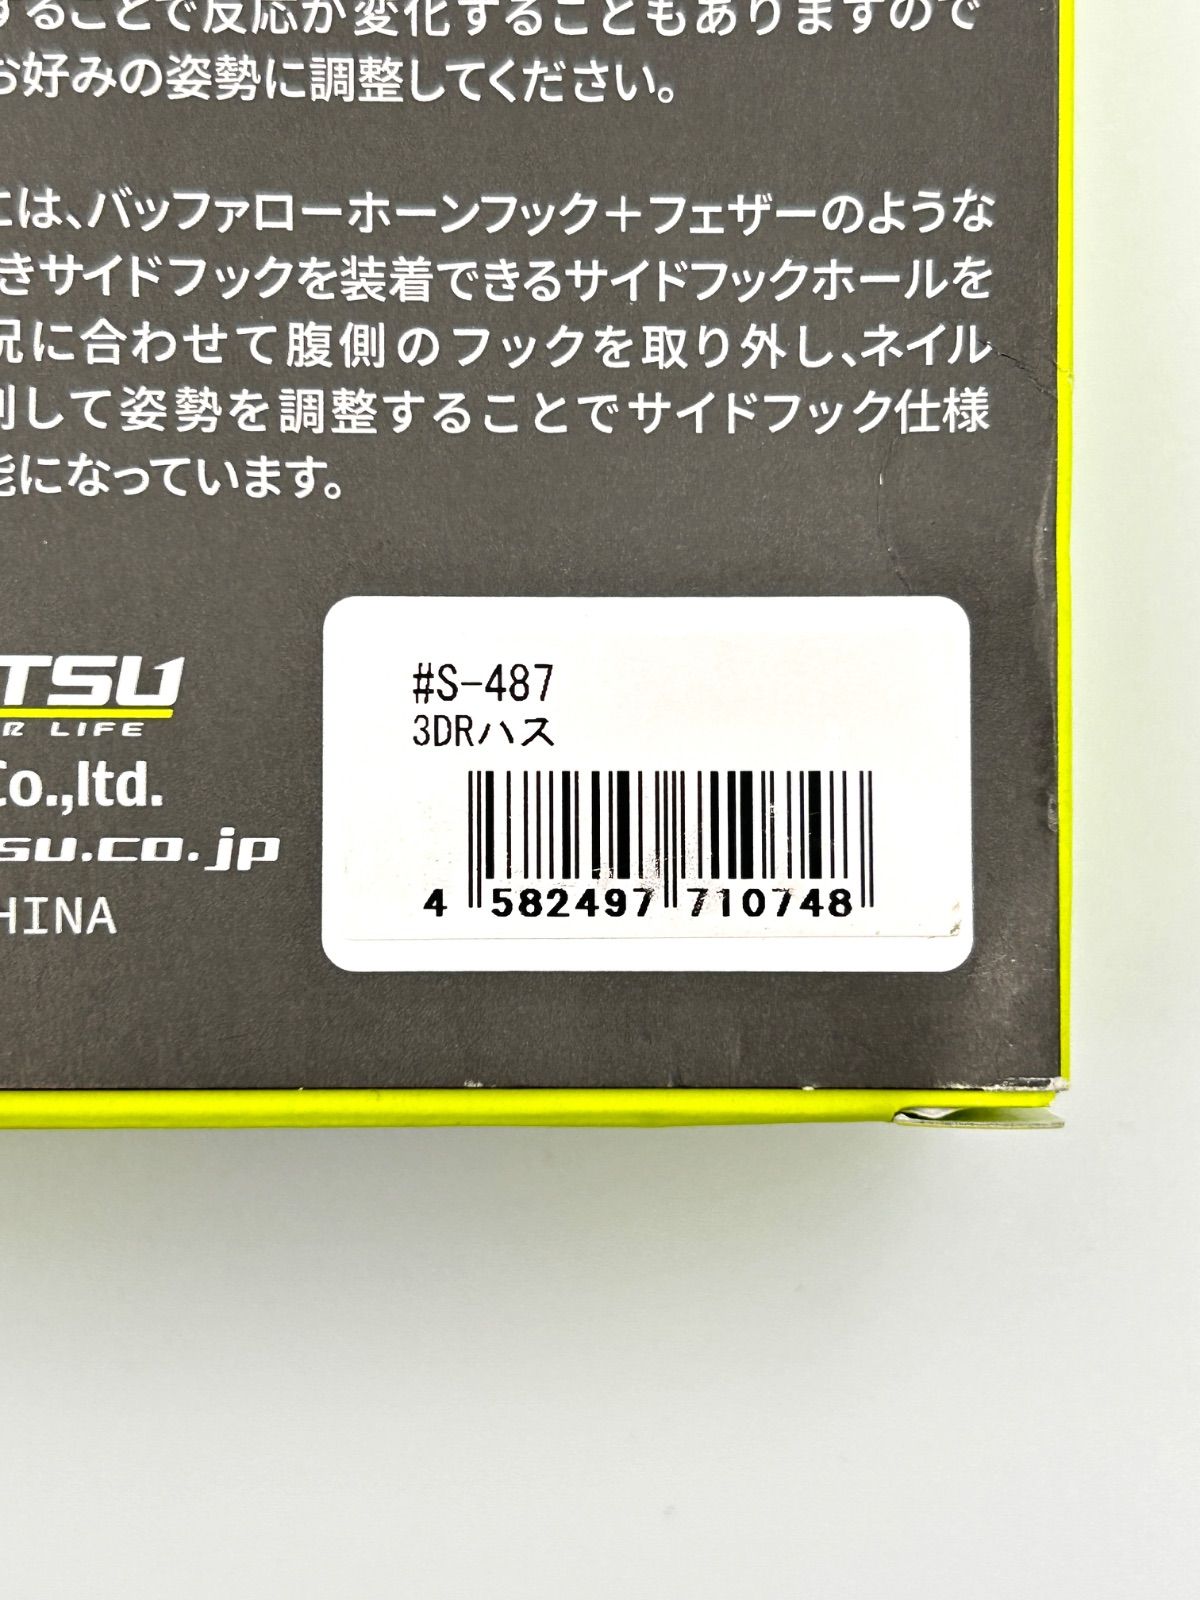 することで反応が変化することもありますので
お好みの姿勢に調整してください。
には、バッファローホーンフック＋フェザーのような
きサイドフックを装着できるサイドフックホールを
況に合わせて腹側のフックを取り外し、ネイル
して姿勢を調整することでサイドフック仕様
能になっています。
TSU
R LIFE
Co.,ltd.
su.co.jp
HINA
#S-487
3DRハス
4 582497 710748